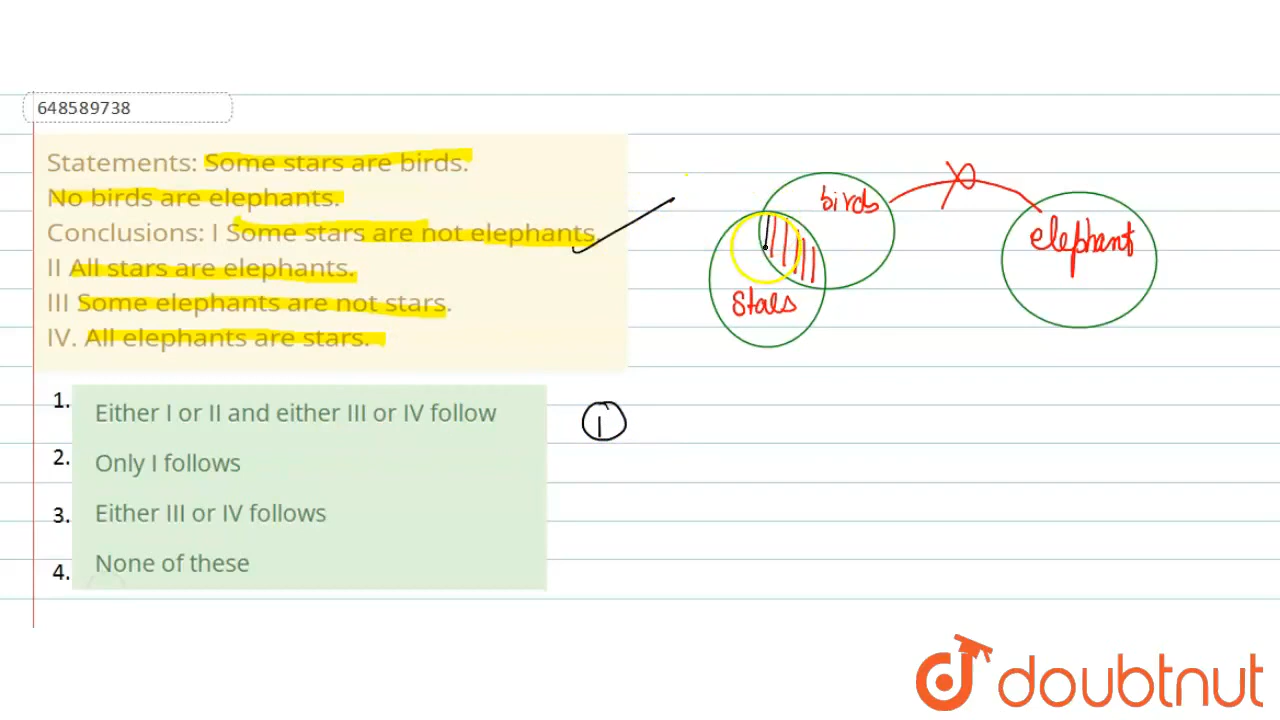 648589738
Statements: Some stars are birds.
No birds are elephants.
Conclusions: I Some stars are not elephants.
II All stars are elephants.
III Some elephants are not stars.
IV. All elephants are stars.
1. Either I or II and either III or IV follow
2. Only I follows
3. Either III or IV follows
4. None of these
birds
elephant
Stars
1
doubtnut